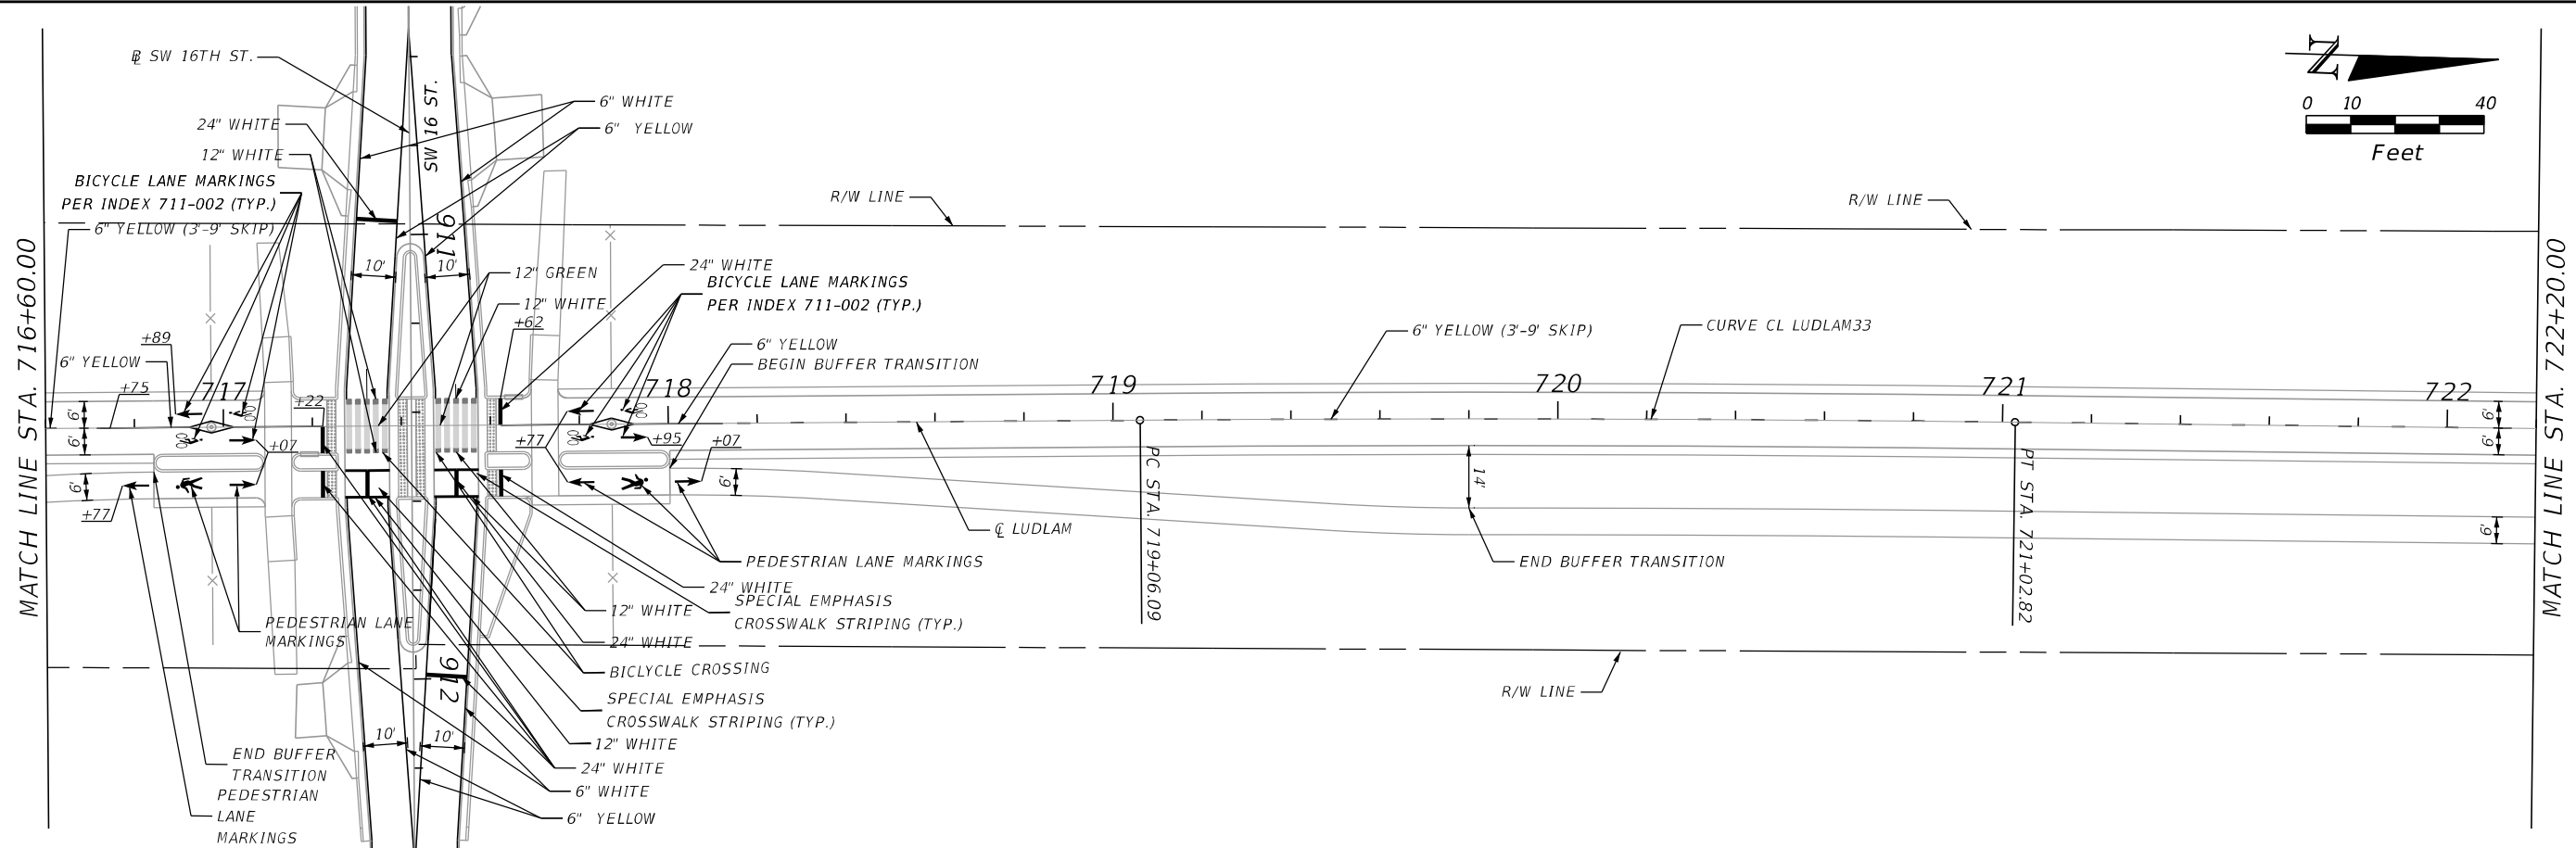 MATCH LINE STA. 716+60.00
BL SW 16TH ST.
24" WHITE
12" WHITE
BICYCLE LANE MARKINGS
PER INDEX 711-002 (TYP.)
6" YELLOW (3'-9' SKIP)
+89
6" YELLOW
+75
717
+22
6'
6'
+07
6'
+77
PEDESTRIAN LANE
MARKINGS
END BUFFER
TRANSITION
PEDESTRIAN
LANE
MARKINGS
SW 16 ST.
911
10'
10'
912
10'
10'
6" WHITE
6" YELLOW
12" GREEN
12" WHITE
+62
24" WHITE
BICYCLE LANE MARKINGS
PER INDEX 711-002 (TYP.)
6" YELLOW
BEGIN BUFFER TRANSITION
718
+77
+95
+07
6'
PEDESTRIAN LANE MARKINGS
24" WHITE
SPECIAL EMPHASIS
CROSSWALK STRIPING (TYP.)
12" WHITE
24" WHITE
BICLYCLE CROSSING
SPECIAL EMPHASIS
CROSSWALK STRIPING (TYP.)
12" WHITE
24" WHITE
6" WHITE
6" YELLOW
R/W LINE
719
CL LUDLAM
PC STA. 719+06.09
6" YELLOW (3'-9' SKIP)
CURVE CL LUDLAM33
720
14'
END BUFFER TRANSITION
R/W LINE
R/W LINE
721
PT STA. 721+02.82
722
6'
6'
6'
N
0 10 40
Feet
MATCH LINE STA. 722+20.00